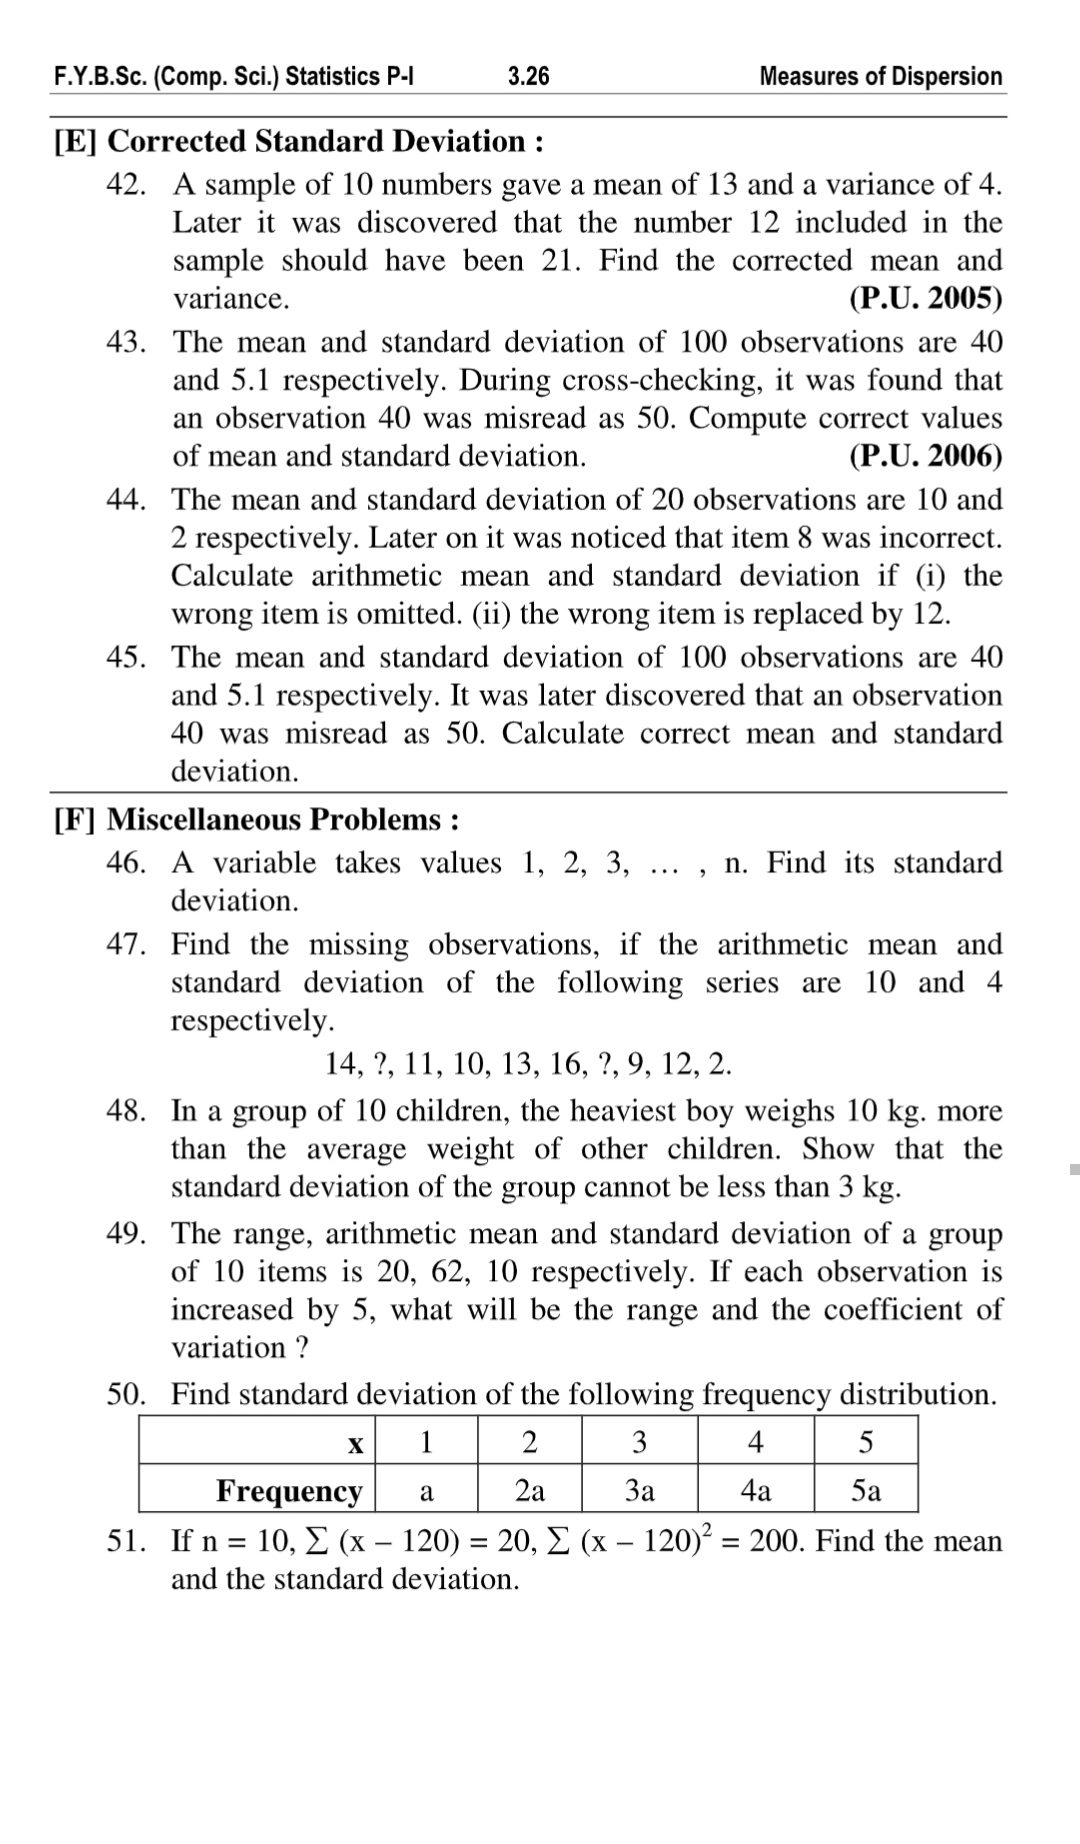 F.Y.B.Sc. (Comp. Sci.) Statistics P-I 3.26 Measures of Dispersion
[E] Corrected Standard Deviation :
42. A sample of 10 numbers gave a mean of 13 and a variance of 4.
Later it was discovered that the number 12 included in the
sample should have been 21. Find the corrected mean and
variance. (P.U. 2005)
43. The mean and standard deviation of 100 observations are 40
and 5.1 respectively. During cross-checking, it was found that
an observation 40 was misread as 50. Compute correct values
of mean and standard deviation. (P.U. 2006)
44. The mean and standard deviation of 20 observations are 10 and
2 respectively. Later on it was noticed that item 8 was incorrect.
Calculate arithmetic mean and standard deviation if (i) the
wrong item is omitted. (ii) the wrong item is replaced by 12.
45. The mean and standard deviation of 100 observations are 40
and 5.1 respectively. It was later discovered that an observation
40 was misread as 50. Calculate correct mean and standard
deviation.
[F] Miscellaneous Problems :
46. A variable takes values 1, 2, 3, … , n. Find its standard
deviation.
47. Find the missing observations, if the arithmetic mean and
standard deviation of the following series are 10 and 4
respectively.
14, ?, 11, 10, 13, 16, ?, 9, 12, 2.
48. In a group of 10 children, the heaviest boy weighs 10 kg. more
than the average weight of other children. Show that the
standard deviation of the group cannot be less than 3 kg.
49. The range, arithmetic mean and standard deviation of a group
of 10 items is 20, 62, 10 respectively. If each observation is
increased by 5, what will be the range and the coefficient of
variation ?
50. Find standard deviation of the following frequency distribution.
x 1 2 3 4 5
Frequency a 2a 3a 4a 5a
51. If n = 10, ∑ (x – 120) = 20, ∑ (x – 120)² = 200. Find the mean
and the standard deviation.